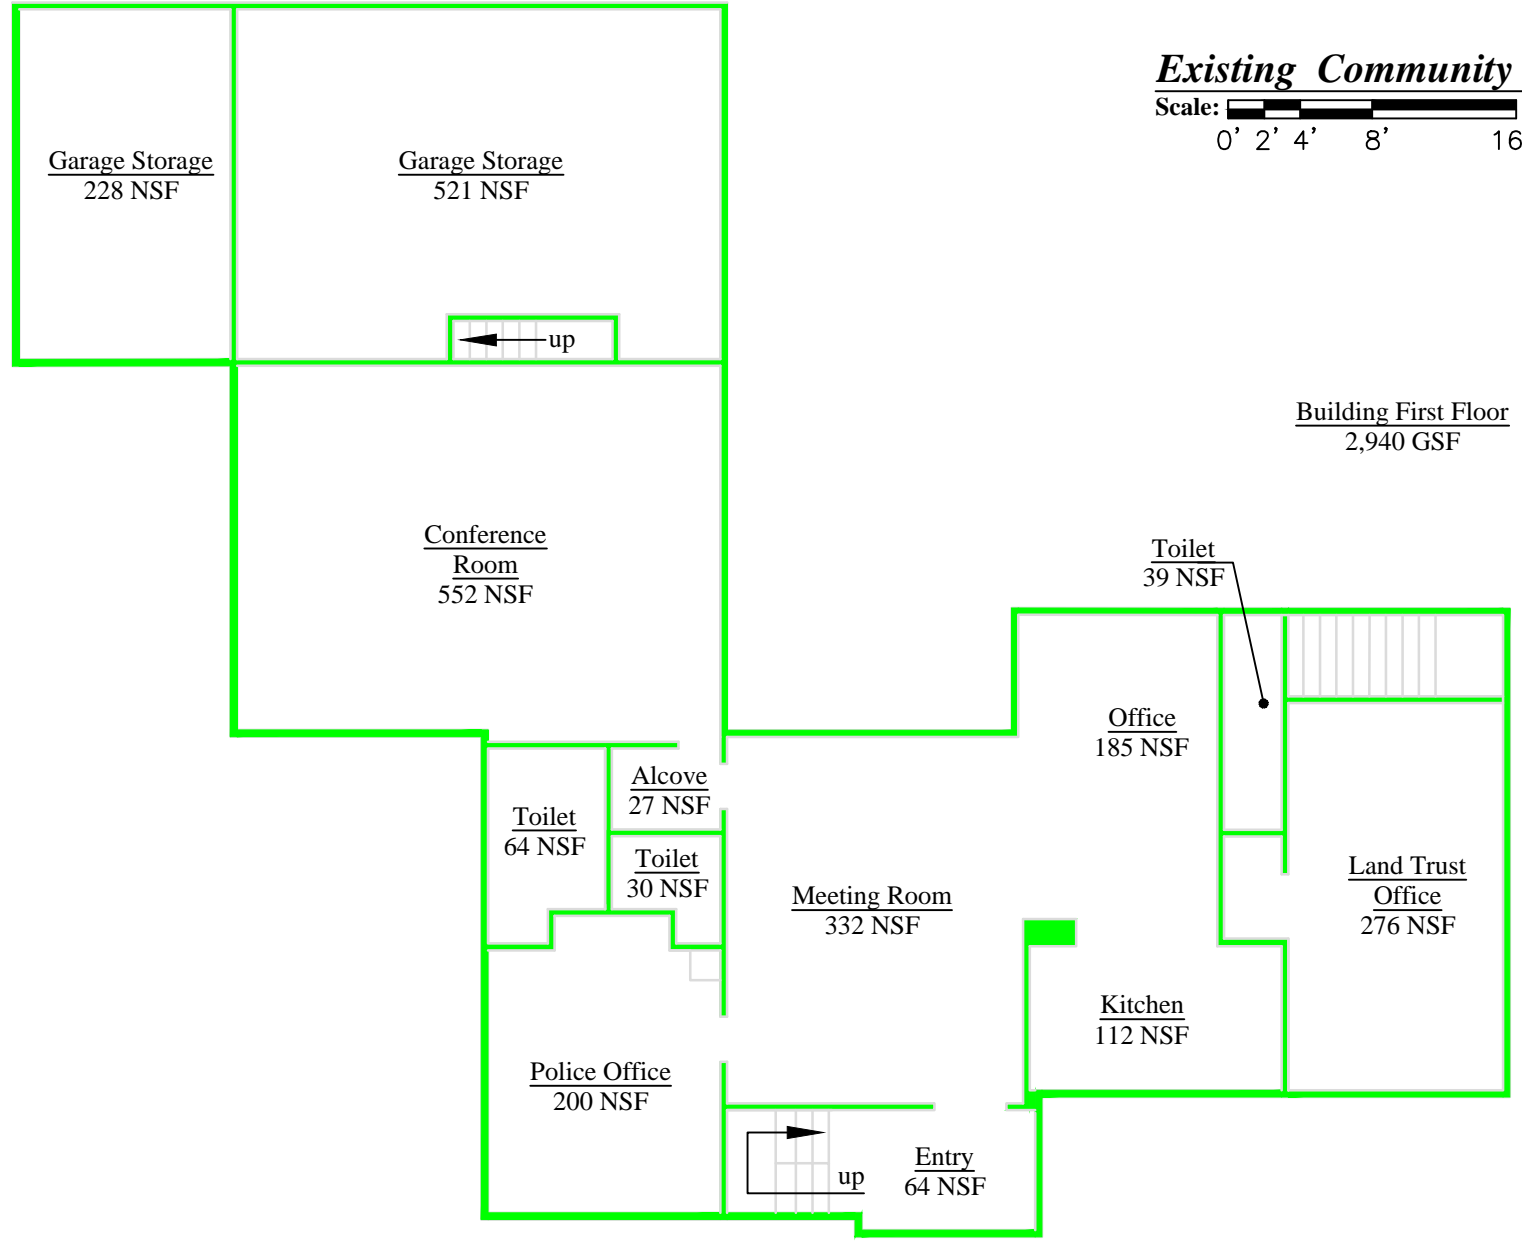 Existing Community
Scale:
0' 2' 4' 8' 16
Garage Storage
228 NSF
Garage Storage
521 NSF
up
Building First Floor
2,940 GSF
Conference
Room
552 NSF
Toilet
39 NSF
Office
185 NSF
Alcove
27 NSF
Toilet
64 NSF
Toilet
30 NSF
Meeting Room
332 NSF
Land Trust
Office
276 NSF
Kitchen
112 NSF
Police Office
200 NSF
up
Entry
64 NSF